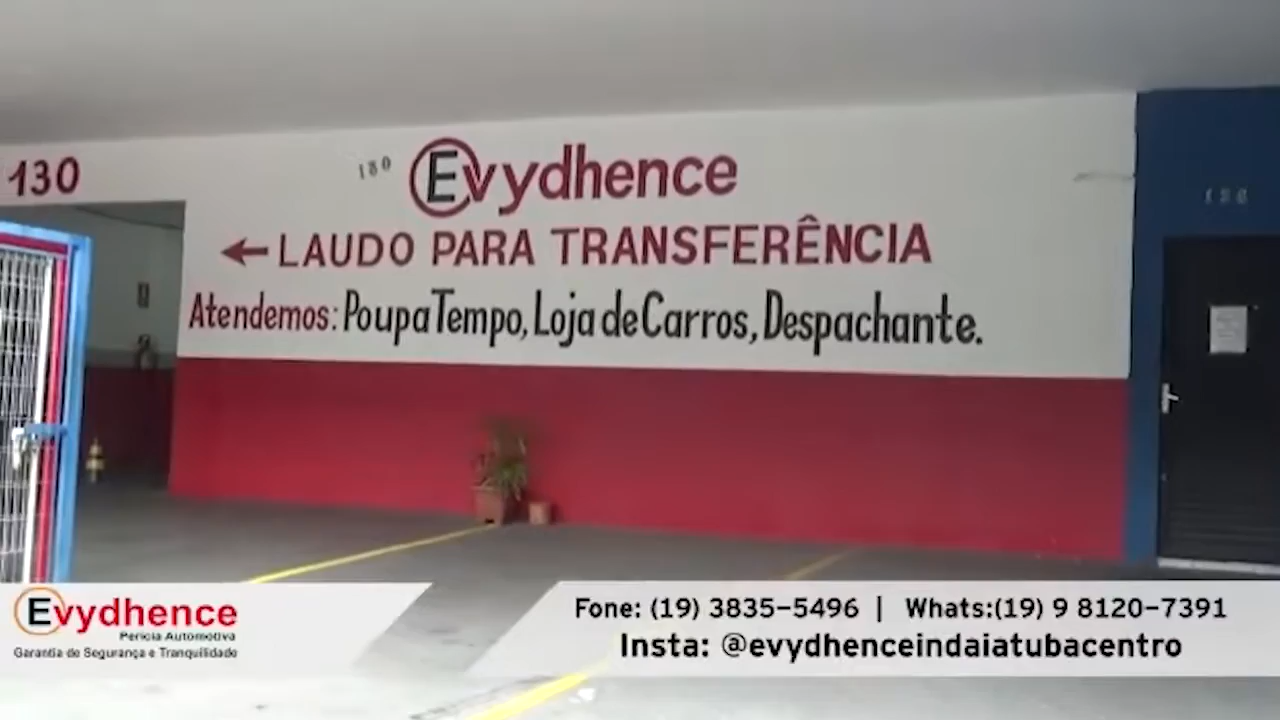 130
180
Evydhence
LAUDO PARA TRANSFERÊNCIA
Atendemos: PoupaTempo, Loja de Carros, Despachante.
Evydhence
Perícia Automotiva
Garantia de Segurança e Tranquilidade
Fone: (19) 3835-5496 | Whats:(19) 9 8120-7391
Insta: @evydhenceindaiatubacentro